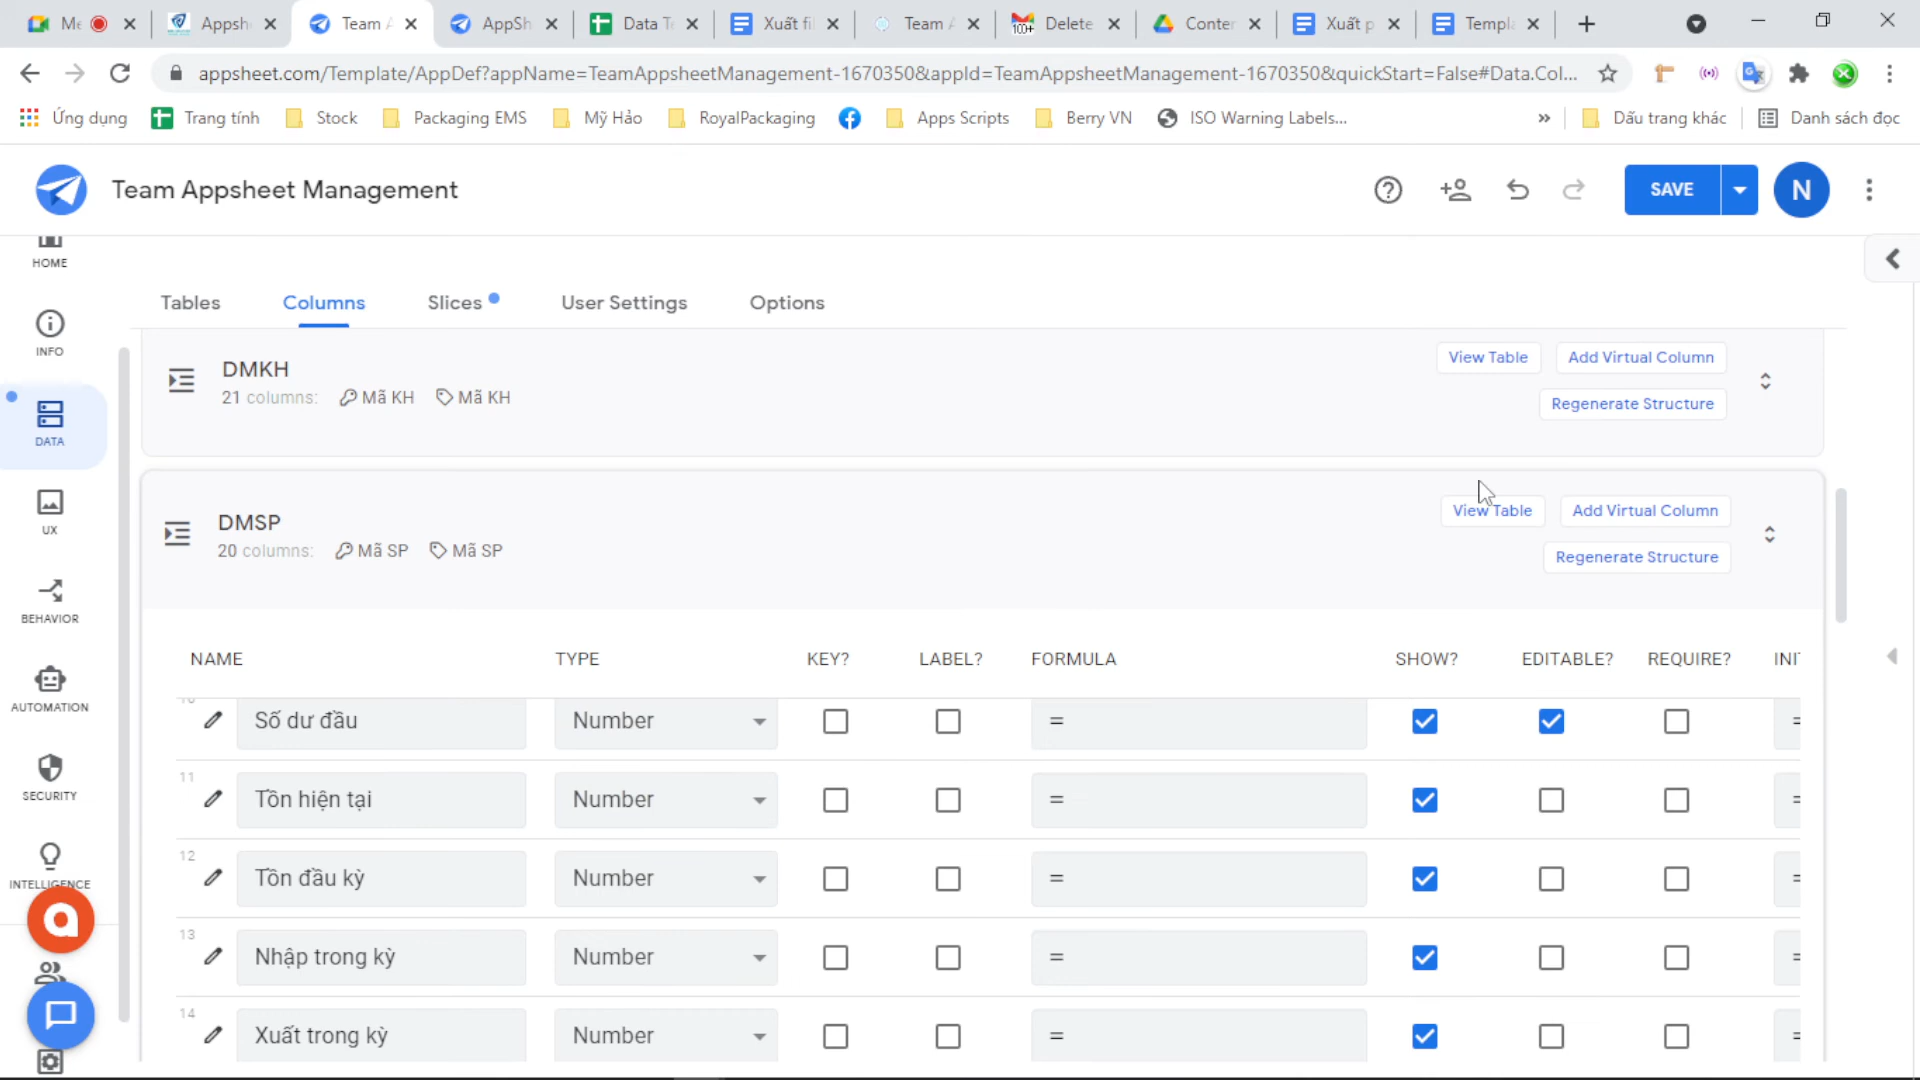 Me
Appsh
Team A
AppSh
Data Te
Xuất fi
Team A
100+
Delete
Conter
Xuất p
Templa
appsheet.com/Template/AppDef?appName=TeamAppsheetManagement-1670350&appId=TeamAppsheetManagement-1670350&quickStart=False#Data.Col...
Ứng dụng
Trang tính
Stock
Packaging EMS
Mỹ Hảo
RoyalPackaging
Apps Scripts
Berry VN
ISO Warning Labels...
»
Dấu trang khác
Danh sách đọc
Team Appsheet Management
SAVE
N
HOME
INFO
DATA
UX
BEHAVIOR
AUTOMATION
SECURITY
INTELLIGENCE
Tables
Columns
Slices
User Settings
Options
DMKH
21 columns: Mã KH Mã KH
View Table
Add Virtual Column
Regenerate Structure
DMSP
20 columns: Mã SP Mã SP
View Table
Add Virtual Column
Regenerate Structure
NAME TYPE KEY? LABEL? FORMULA SHOW? EDITABLE? REQUIRE? INI
Số dư đầu Number = =
11 Tồn hiện tại Number = =
12 Tồn đầu kỳ Number = =
13 Nhập trong kỳ Number = =
14 Xuất trong kỳ Number = =